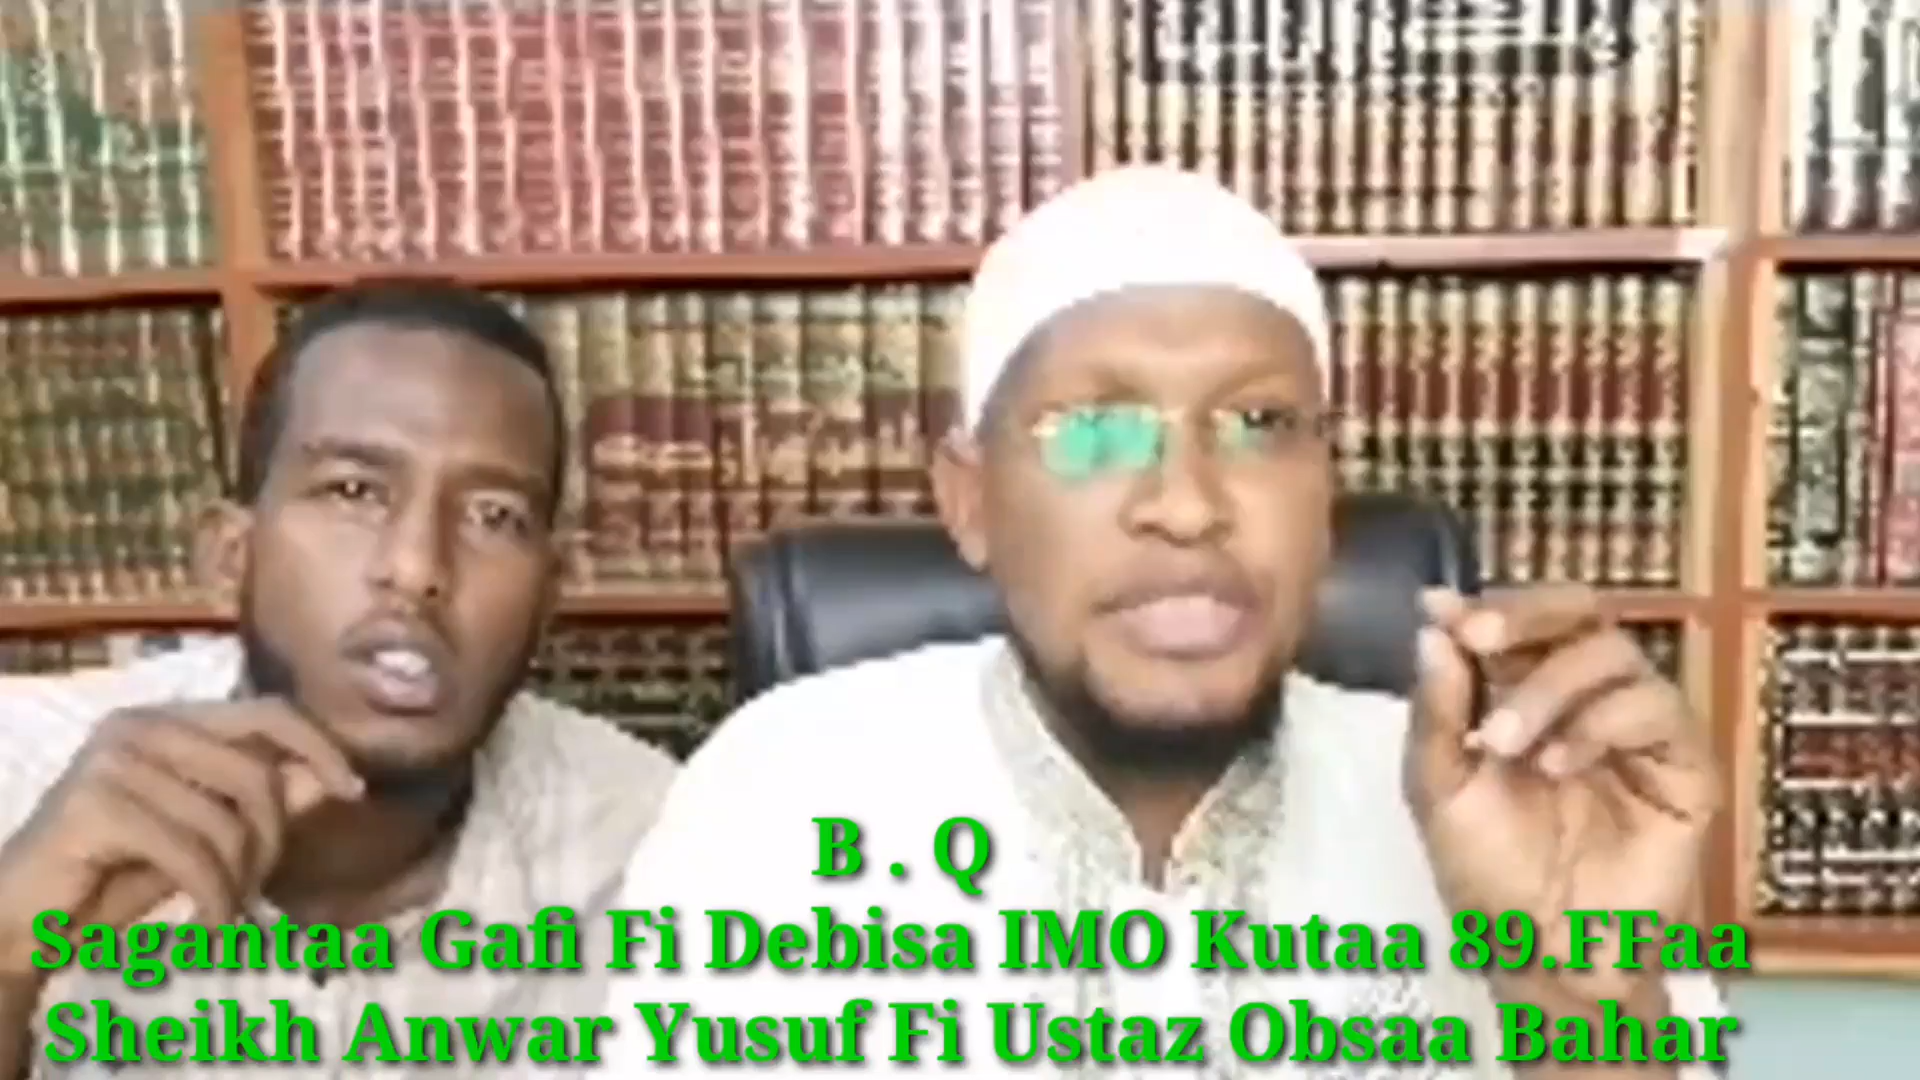 B . Q
Sagantaa Gafi Fi Debisa IMO Kutaa 89.FFaa
Sheikh Anwar Yusuf Fi Ustaz Obsaa Bahar